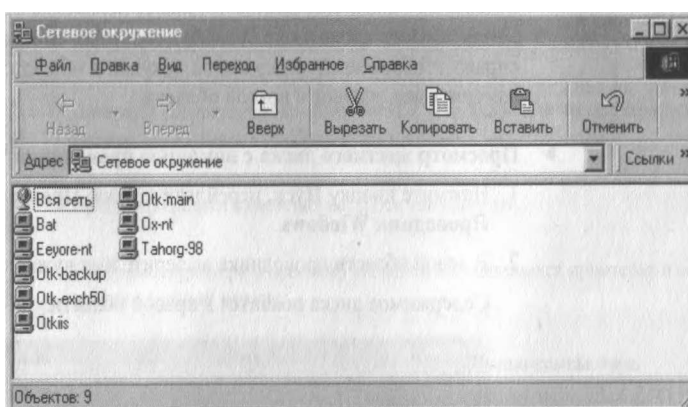 Сетевое окружение
Файл Правка Вид Переход Избранное Справка
Назад Вперед Вверх Вырезать Копировать Вставить Отменить
Адрес Сетевое окружение Ссылки
Вся сеть Otk-main
Bat Ox-nt
Eeyore-nt Tahorg-98
Otk-backup
Otk-exch50
Otkiis
Объектов: 9